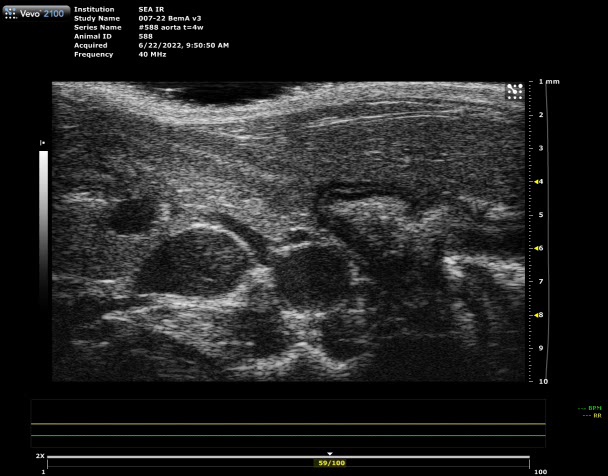 Vevo 2100
Institution SEA IR
Study Name 007-22 BemA v3
Series Name #588 aorta t=4w
Animal ID 588
Acquired 6/22/2022, 9:50:50 AM
Frequency 40 MHz
1 mm
2
3
4
5
6
7
8
9
10
--- BPM
--- RR
2X
59/100
1 100